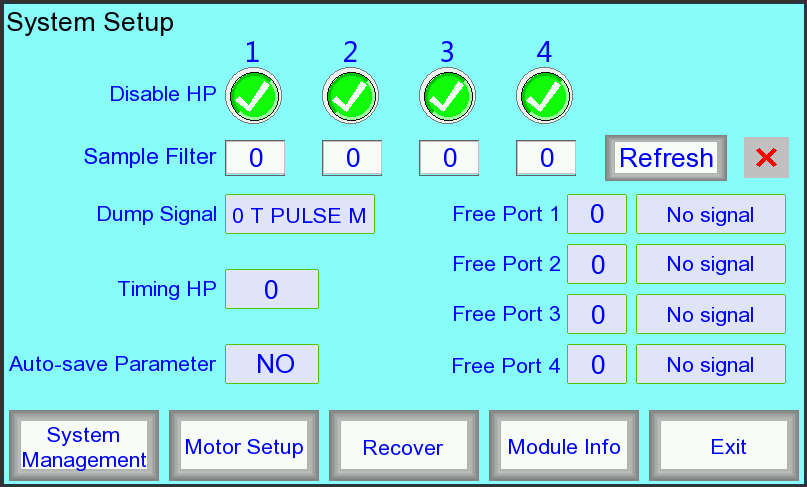 System Setup
1 2 3 4
Disable HP
Sample Filter 0 0 0 0 Refresh
Dump Signal 0 T PULSE M Free Port 1 0 No signal
Free Port 2 0 No signal
Timing HP 0
Free Port 3 0 No signal
Auto-save Parameter NO Free Port 4 0 No signal
System
Management
Motor Setup
Recover
Module Info
Exit